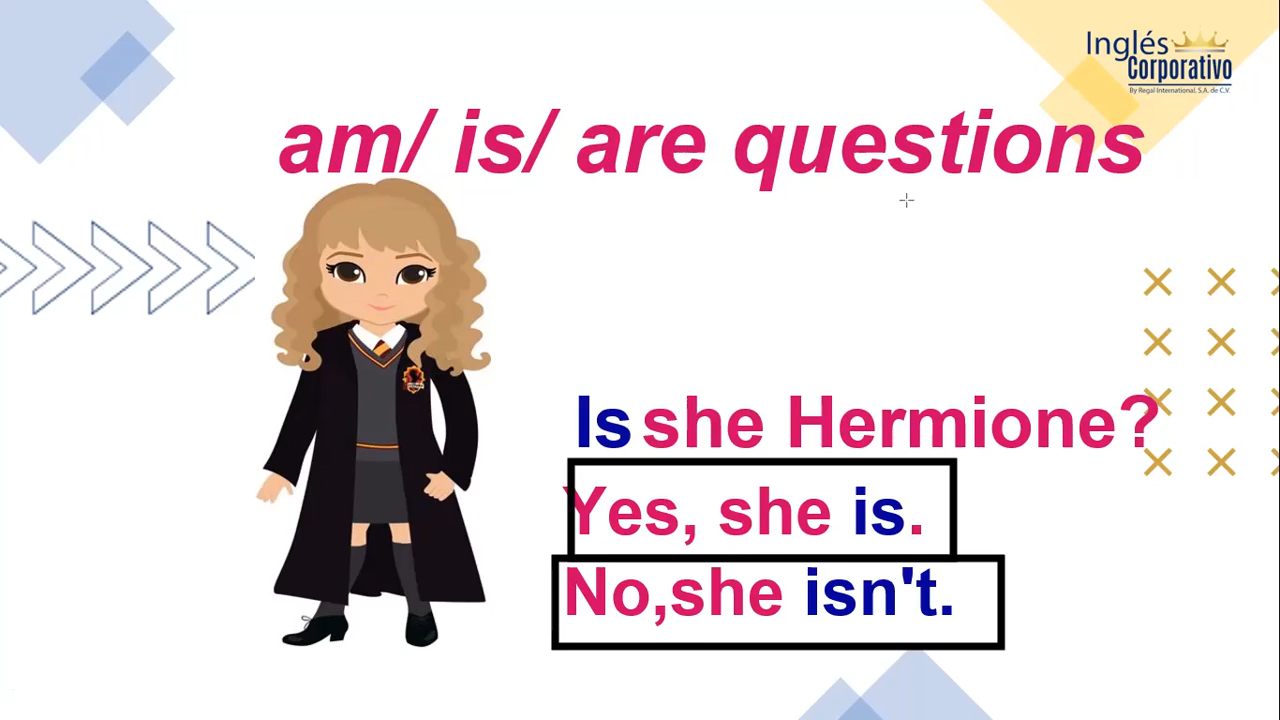 Inglés
Corporativo
By Regal International, S.A. de C.V.
am/ is/ are questions
Is she Hermione?
Yes, she is.
No,she isn't.